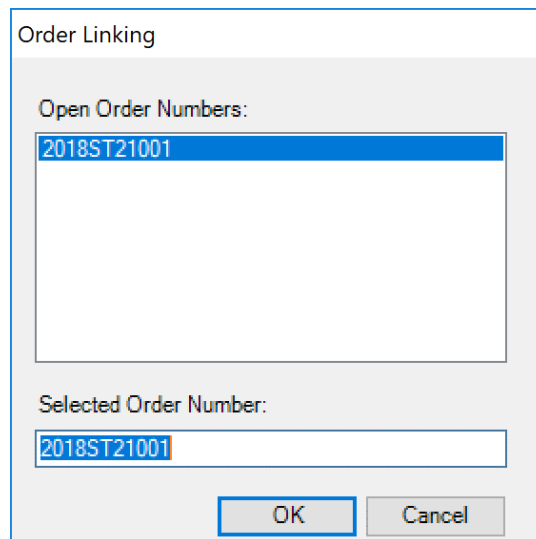 Order Linking
Open Order Numbers:
2018ST21001
Selected Order Number:
2018ST21001
OK Cancel